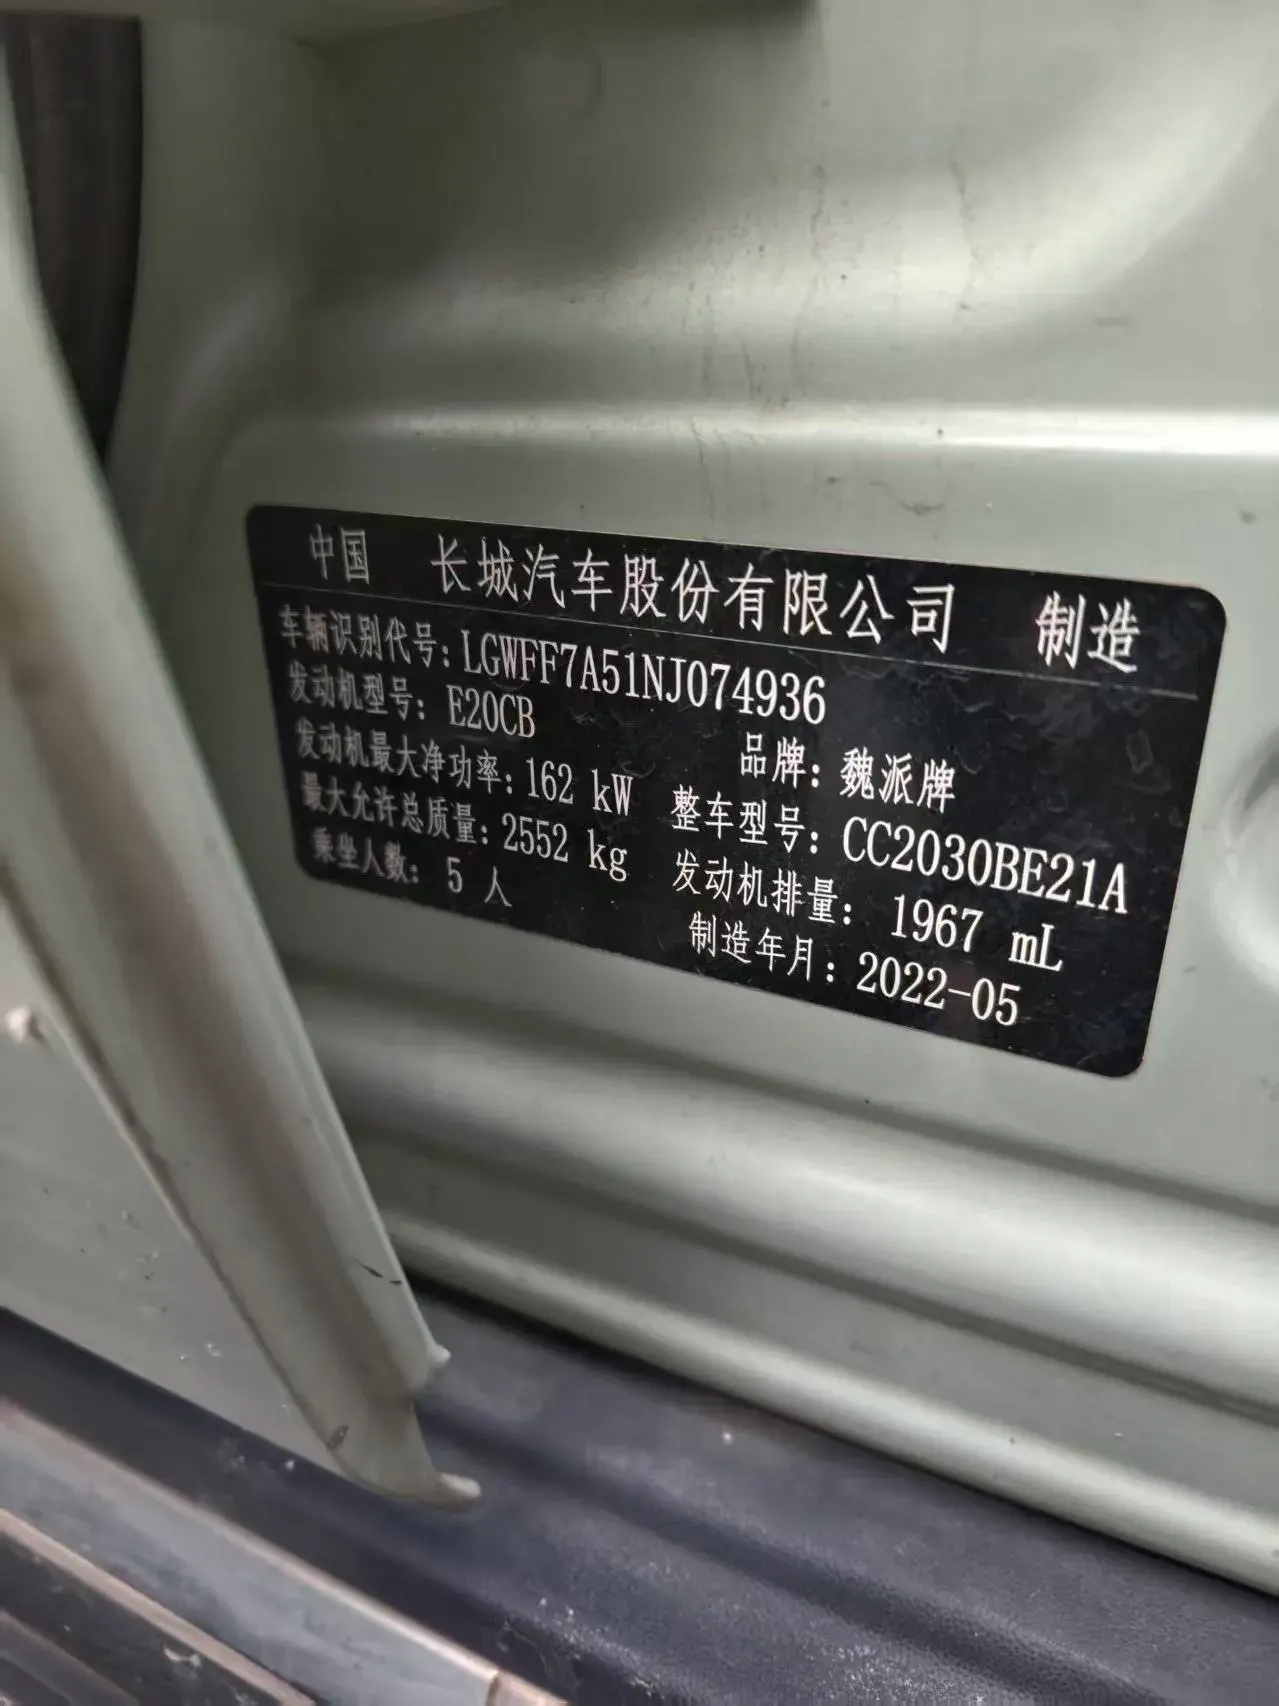 中国 长城汽车股份有限公司 制造
车辆识别代号：LGWFF7A51NJ074936
发动机型号：E20CB 品牌：魏派牌
发动机最大净功率：162 kW 整车型号：CC2030BE21A
最大允许总质量：2552 kg 发动机排量：1967 mL
乘坐人数：5 人 制造年月：2022-05